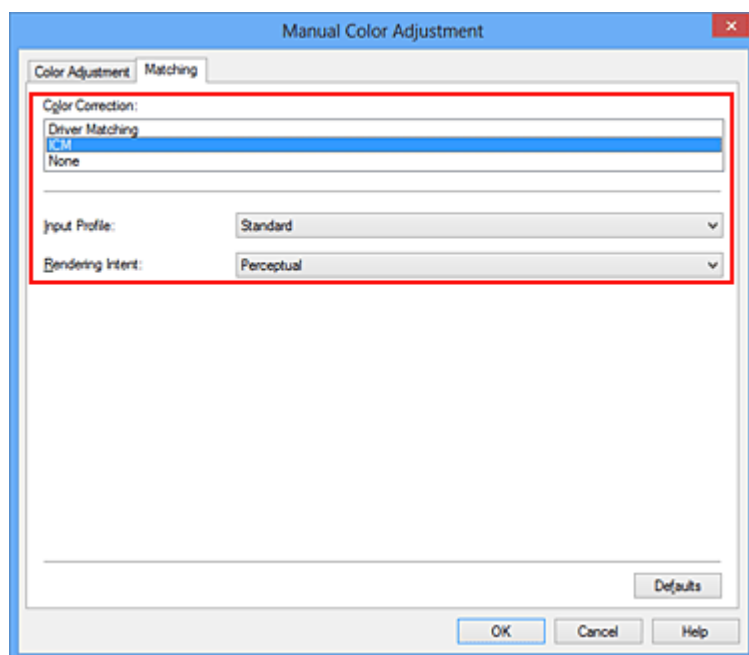 Manual Color Adjustment
Color Adjustment Matching
Color Correction:
Driver Matching
ICM
None
Input Profile: Standard
Rendering Intent: Perceptual
Defaults
OK Cancel Help